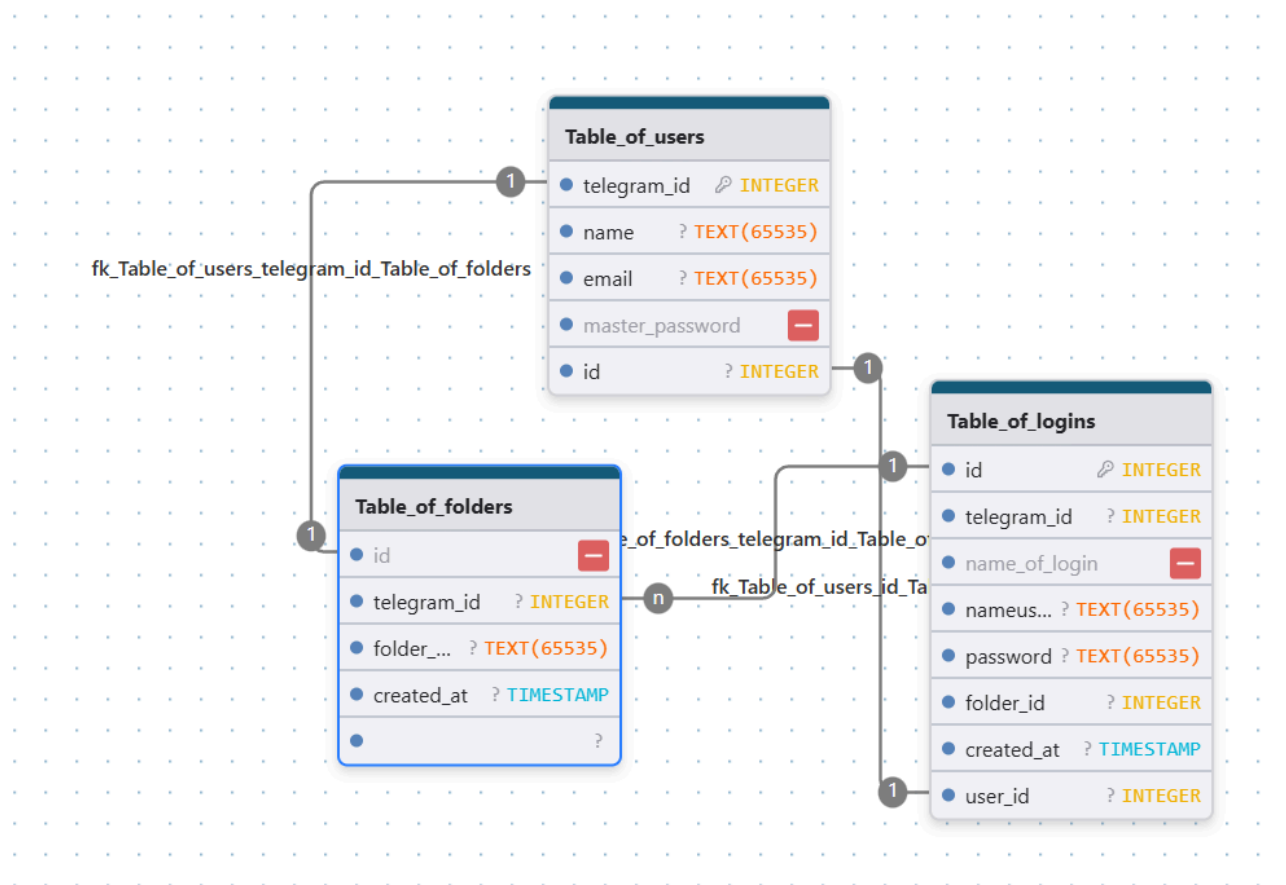 Table_of_users
1
telegram_id INTEGER
name ? TEXT(65535)
fk_Table_of_users_telegram_id_Table_of_folders
email ? TEXT(65535)
master_password
id ? INTEGER
1
Table_of_logins
1
id INTEGER
Table_of_folders
telegram_id ? INTEGER
1
id
e_of_folders_telegram_id_Table_of
name_of_login
fk_Table_of_users_id_Ta
telegram_id ? INTEGER
n
nameus... ? TEXT(65535)
folder_... ? TEXT(65535)
password ? TEXT(65535)
created_at ? TIMESTAMP
folder_id ? INTEGER
?
created_at ? TIMESTAMP
1
user_id ? INTEGER